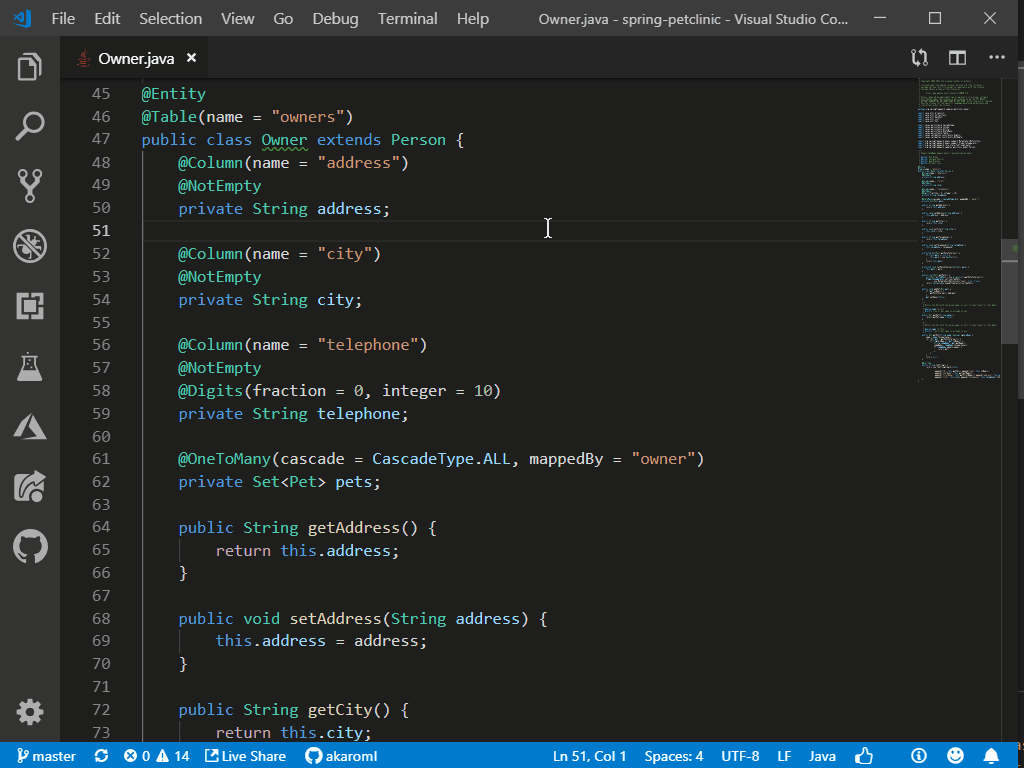 File Edit Selection View Go Debug Terminal Help Owner.java - spring-petclinic - Visual Studio Co...
Owner.java
45 @Entity
46 @Table(name = "owners")
47 public class Owner extends Person {
48 @Column(name = "address")
49 @NotEmpty
50 private String address;
51
52 @Column(name = "city")
53 @NotEmpty
54 private String city;
55
56 @Column(name = "telephone")
57 @NotEmpty
58 @Digits(fraction = 0, integer = 10)
59 private String telephone;
60
61 @OneToMany(cascade = CascadeType.ALL, mappedBy = "owner")
62 private Set<Pet> pets;
63
64 public String getAddress() {
65 return this.address;
66 }
67
68 public void setAddress(String address) {
69 this.address = address;
70 }
71
72 public String getCity() {
73 return this.city;
master 0 14 Live Share akaroml Ln 51, Col 1 Spaces: 4 UTF-8 LF Java